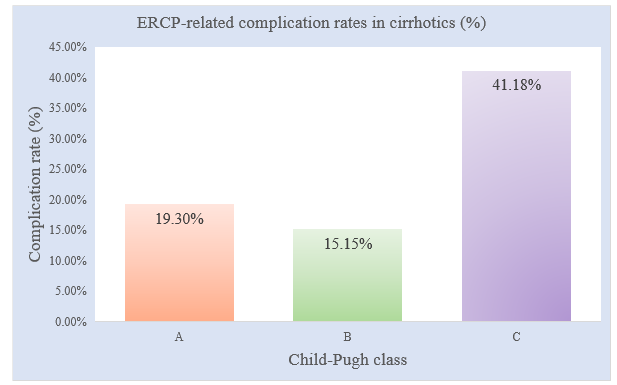 ERCP-related complication rates in cirrhotics (%)
45.00%
40.00%
35.00%
30.00%
25.00%
20.00%
15.00%
10.00%
5.00%
0.00%
Complication rate (%)
19.30%
15.15%
41.18%
A
B
C
Child-Pugh class